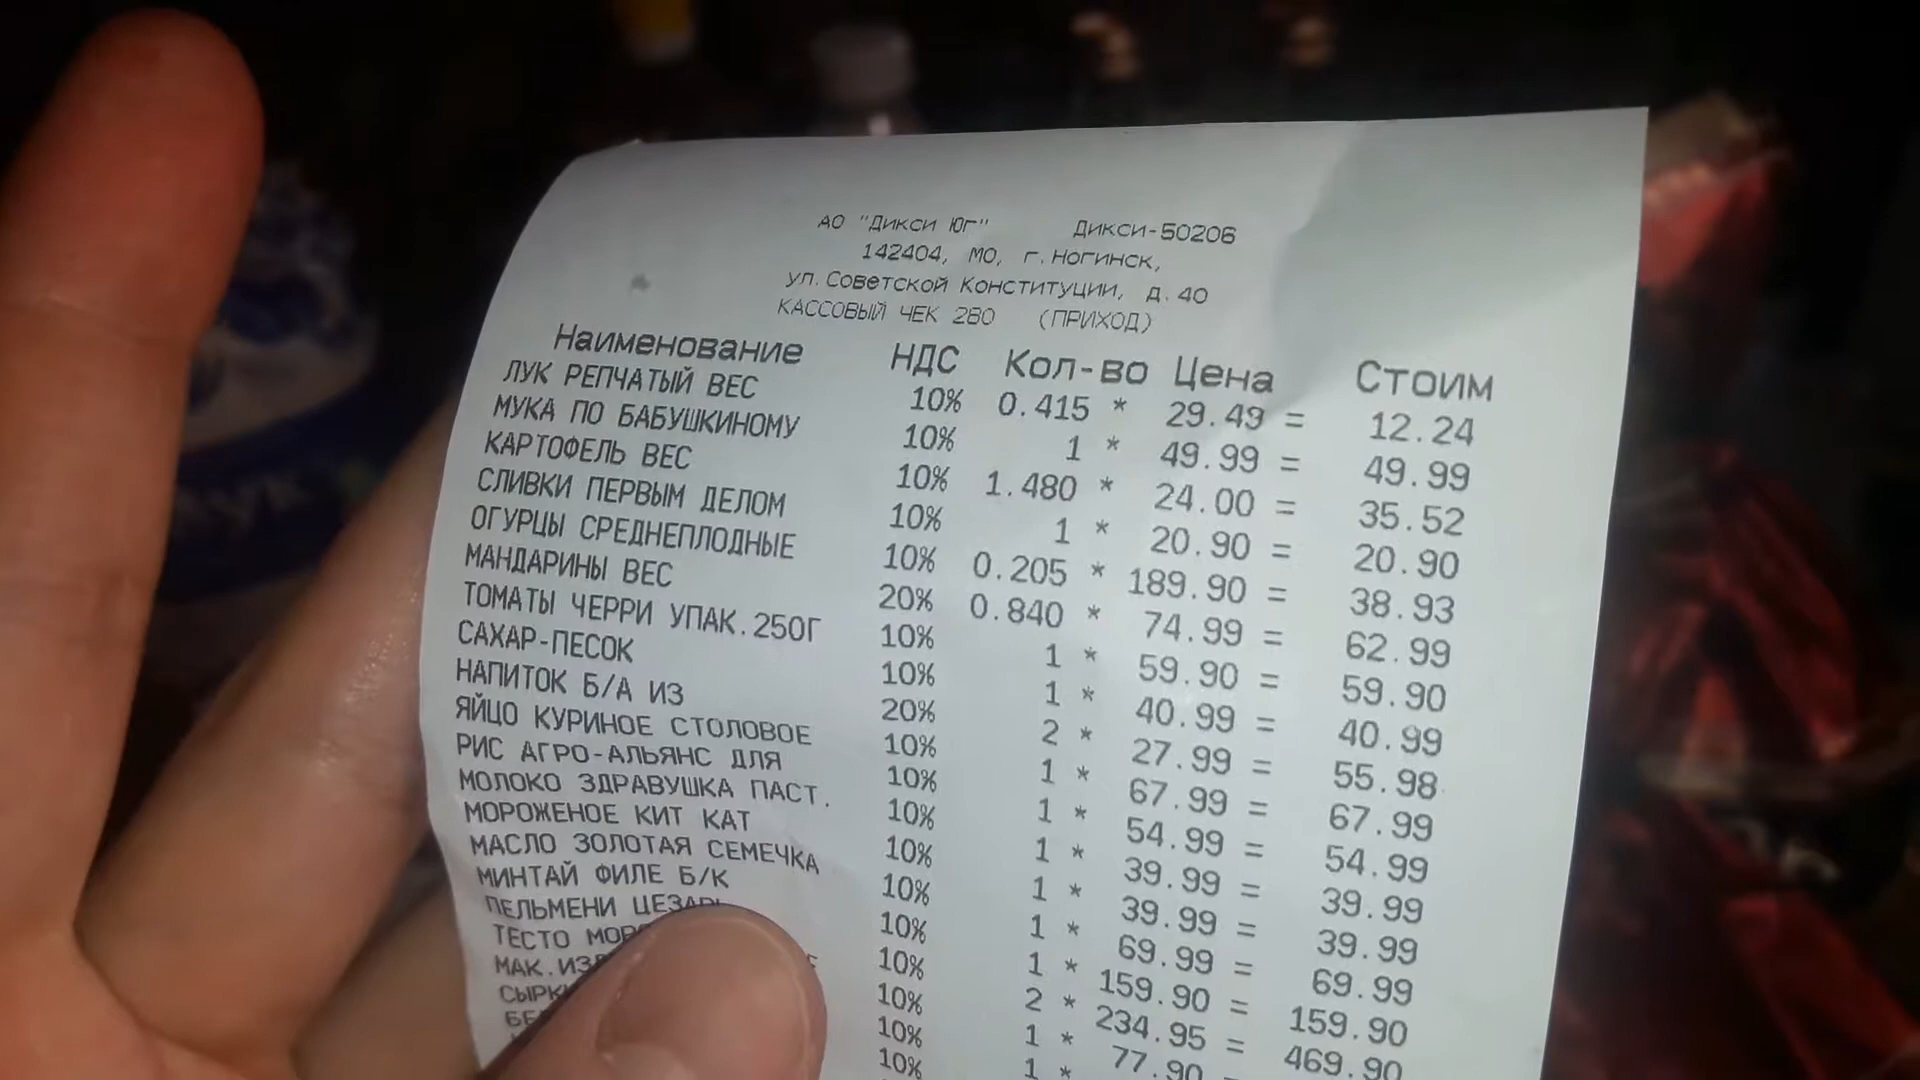 АО "ДИКСИ ЮГ" ДИКСИ-50206
142404, МО, г.НОГИНСК,
ул.Советской Конституции, д.40
КАССОВЫЙ ЧЕК 280 (ПРИХОД)
Наименование НДС Кол-во Цена Стоим
ЛУК РЕПЧАТЫЙ ВЕС 10% 0.415 * 29.49 = 12.24
МУКА ПО БАБУШКИНОМУ 10% 1 * 49.99 = 49.99
КАРТОФЕЛЬ ВЕС 10% 1.480 * 24.00 = 35.52
СЛИВКИ ПЕРВЫМ ДЕЛОМ 10% 1 * 20.90 = 20.90
ОГУРЦЫ СРЕДНЕПЛОДНЫЕ 10% 0.205 * 189.90 = 38.93
МАНДАРИНЫ ВЕС 20% 0.840 * 74.99 = 62.99
ТОМАТЫ ЧЕРРИ УПАК.250Г 10% 1 * 59.90 = 59.90
САХАР-ПЕСОК 10% 1 * 40.99 = 40.99
НАПИТОК Б/А ИЗ 20% 2 * 27.99 = 55.98
ЯЙЦО КУРИНОЕ СТОЛОВОЕ 10% 1 * 67.99 = 67.99
РИС АГРО-АЛЬЯНС ДЛЯ 10% 1 * 54.99 = 54.99
МОЛОКО ЗДРАВУШКА ПАСТ. 10% 1 * 39.99 = 39.99
МОРОЖЕНОЕ КИТ КАТ 10% 1 * 39.99 = 39.99
МАСЛО ЗОЛОТАЯ СЕМЕЧКА 10% 1 * 69.99 = 69.99
МИНТАЙ ФИЛЕ Б/К 10% 1 * 159.90 = 159.90
ПЕЛЬМЕНИ ЦЕЗАРЬ 10% 2 * 234.95 = 469.90
ТЕСТО 10% 1 * 77.90
МАК.ИЗД 10% 1 *